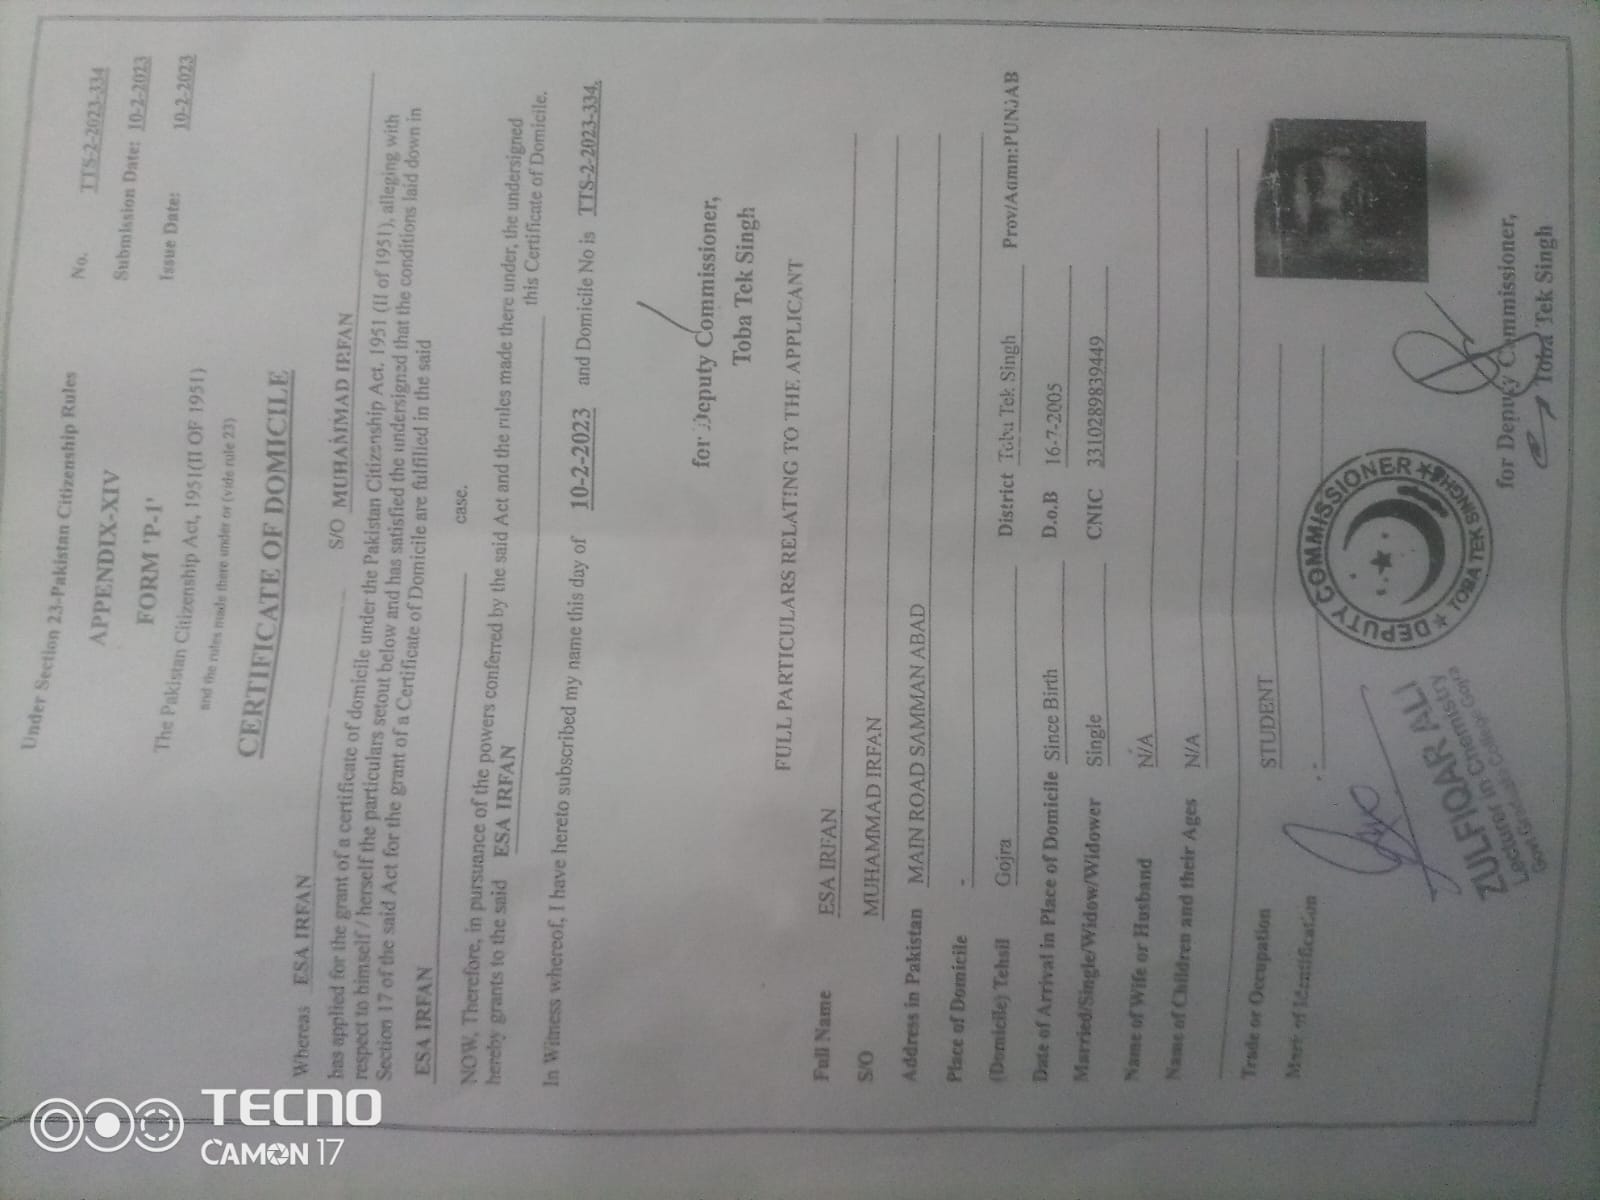 Under Section 23-Pakistan Citizenship Rules
No. TTS-2-2023-334
APPENDIX-XIV
Submission Date: 10-2-2023
FORM 'P-1'
Issue Date: 10-2-2023
The Pakistan Citizenship Act, 1951(II OF 1951)
and the rules made there under or (vide rule 23)
CERTIFICATE OF DOMICILE
Whereas ESA IRFAN S/O MUHAMMAD IRFAN
has applied for the grant of a certificate of domicile under the Pakistan Citizenship Act, 1951 (II of 1951), alleging with
respect to himself / herself the particulars setout below and has satisfied the undersigned that the conditions laid down in
Section 17 of the said Act for the grant of a Certificate of Domicile are fulfilled in the said
ESA IRFAN case.
NOW, Therefore, in pursuance of the powers conferred by the said Act and the rules made there under, the undersigned
hereby grants to the said ESA IRFAN this Certificate of Domicile.
In Witness whereof, I have hereto subscribed my name this day of 10-2-2023 and Domicile No is TTS-2-2023-334.
for Deputy Commissioner,
Toba Tek Singh
FULL PARTICULARS RELATING TO THE APPLICANT
Full Name ESA IRFAN
S/O MUHAMMAD IRFAN
Address in Pakistan MAIN ROAD SAMMAN ABAD
Place of Domicile -
(Domicile) Tehsil Gojra District Toba Tek Singh Prov/Admn:PUNJAB
Date of Arrival in Place of Domicile Since Birth D.o.B 16-7-2005
Married/Single/Widow/Widower Single CNIC 3310289839449
Name of Wife or Husband N/A
Name of Children and their Ages N/A
Trade or Occupation STUDENT
Mark of Identification
DEPUTY COMMISSIONER
TOBA TEK SINGH
ZULFIQAR ALI
Lecturer in Chemistry
Govt. Graduate College Gojra
for Deputy Commissioner,
Toba Tek Singh
TECNO
CAMON 17